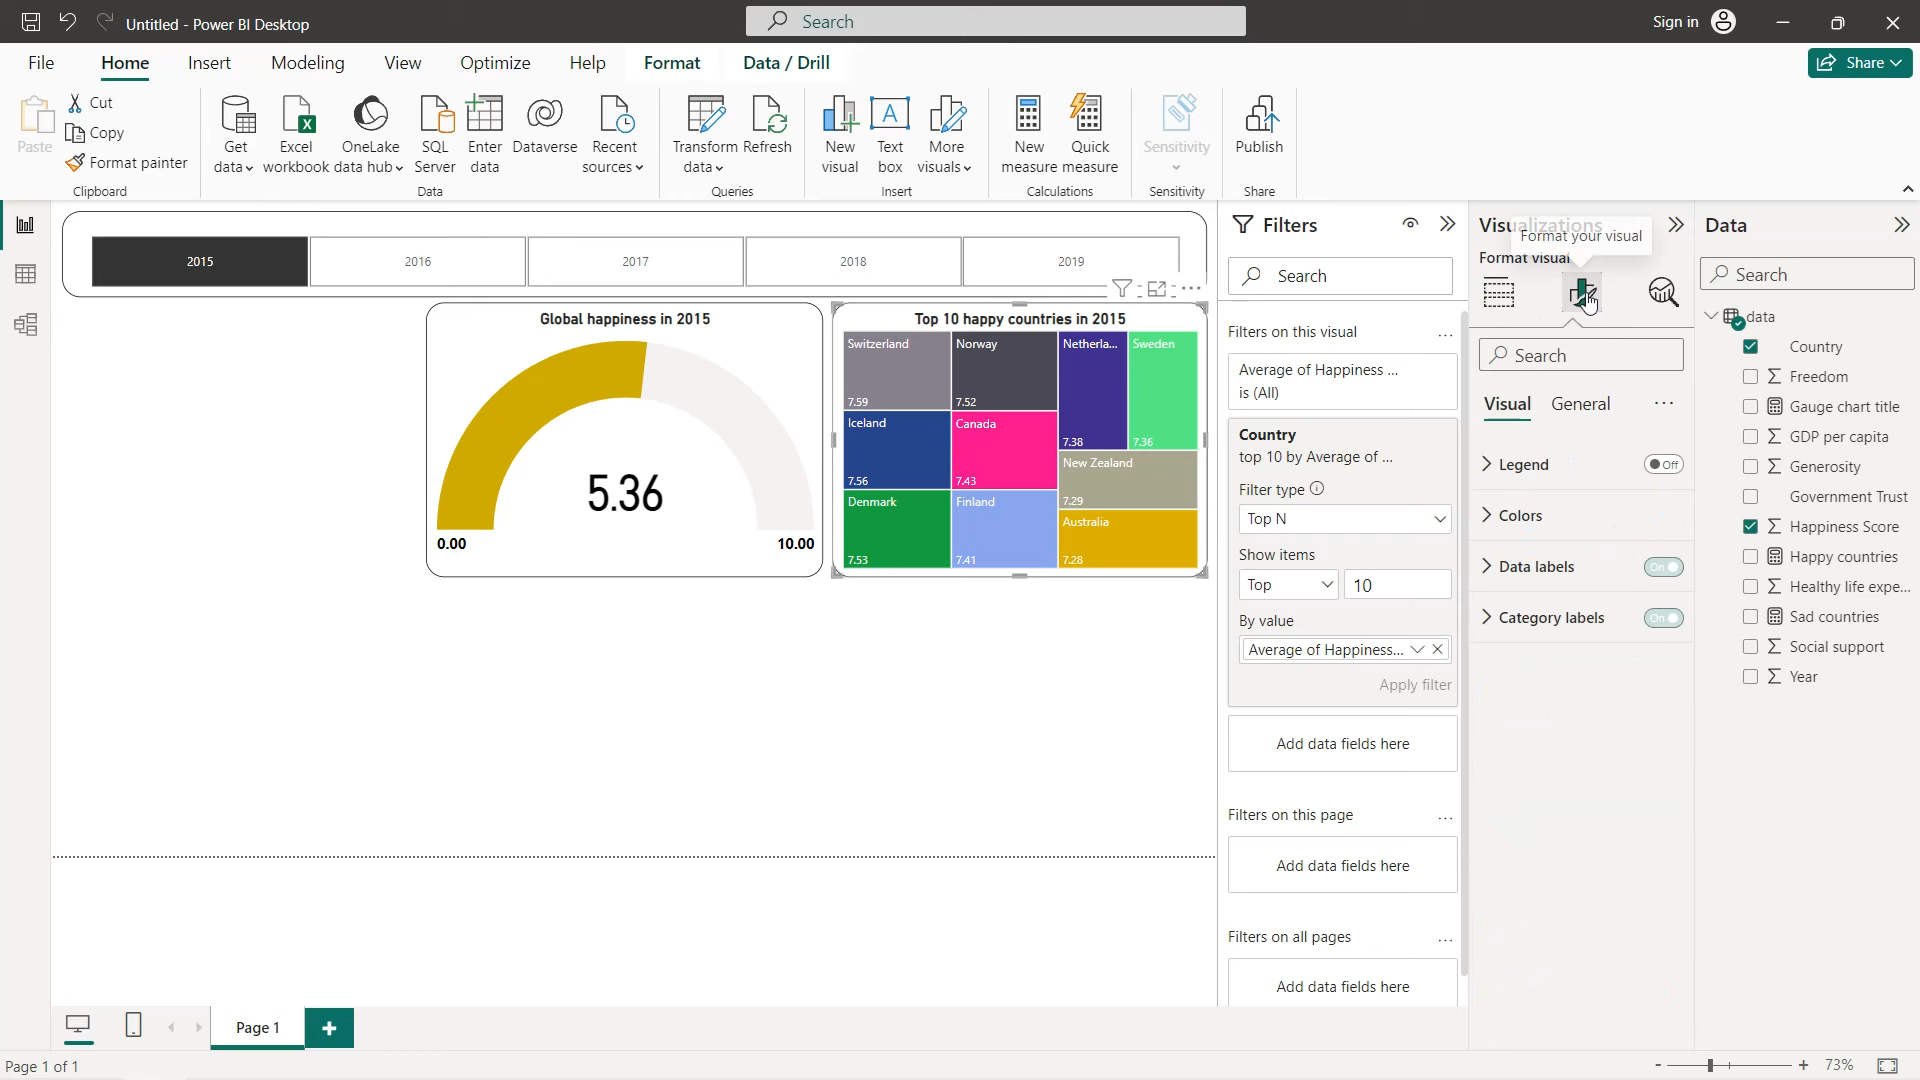 Untitled - Power BI Desktop
Search
Sign in
File
Home
Insert
Modeling
View
Optimize
Help
Format
Data / Drill
Share
Paste
Cut
Copy
Format painter
Clipboard
Get
data
Excel
workbook
OneLake
data hub
SQL
Server
Enter
data
Dataverse
Recent
sources
Data
Transform
data
Refresh
Queries
New
visual
A
Text
box
More
visuals
Insert
New
measure
Quick
measure
Calculations
Sensitivity
Sensitivity
Publish
Share
2015
2016
2017
2018
2019
Global happiness in 2015
5.36
0.00
10.00
Top 10 happy countries in 2015
Switzerland
7.59
Norway
7.52
Netherla...
7.38
Sweden
7.36
Iceland
7.56
Canada
7.43
New Zealand
7.29
Denmark
7.53
Finland
7.41
Australia
7.28
Filters
Search
Filters on this visual
...
Average of Happiness ...
is (All)
Country
top 10 by Average of ...
Filter type
Top N
Show items
Top
10
By value
Average of Happiness...
Apply filter
Add data fields here
Filters on this page
...
Add data fields here
Filters on all pages
...
Add data fields here
Visualizations
Format your visual
Format visual
Search
Visual
General
...
Legend
Off
Colors
Data labels
On
Category labels
On
Data
Search
data
Country
Freedom
Gauge chart title
GDP per capita
Generosity
Government Trust
Happiness Score
Happy countries
Healthy life expe...
Sad countries
Social support
Year
Page 1
+
Page 1 of 1
- + 73%